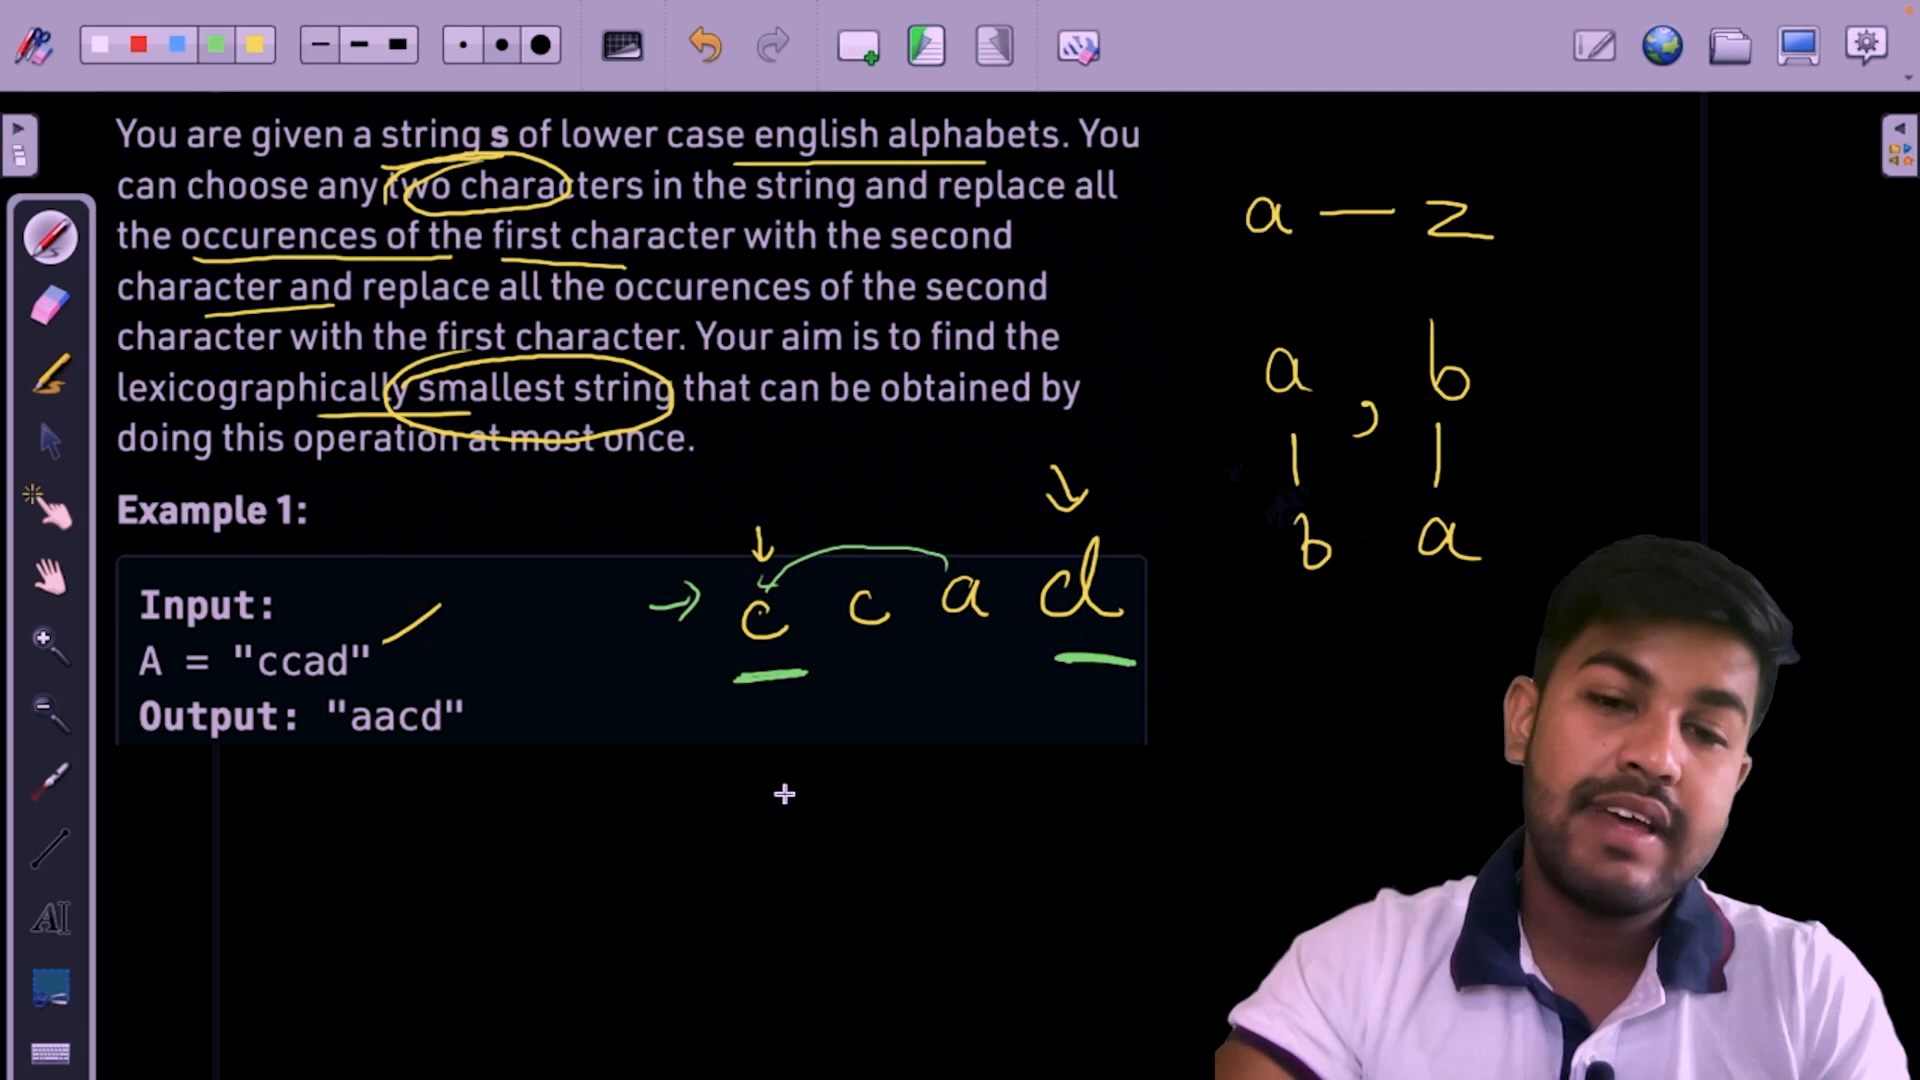 You are given a string s of lower case english alphabets. You
can choose any two characters in the string and replace all
the occurences of the first character with the second
character and replace all the occurences of the second
character with the first character. Your aim is to find the
lexicographically smallest string that can be obtained by
doing this operation at most once.
Example 1:
Input:
A = "ccad"
Output: "aacd"
c c a d
a — z
a , b
b a
AI